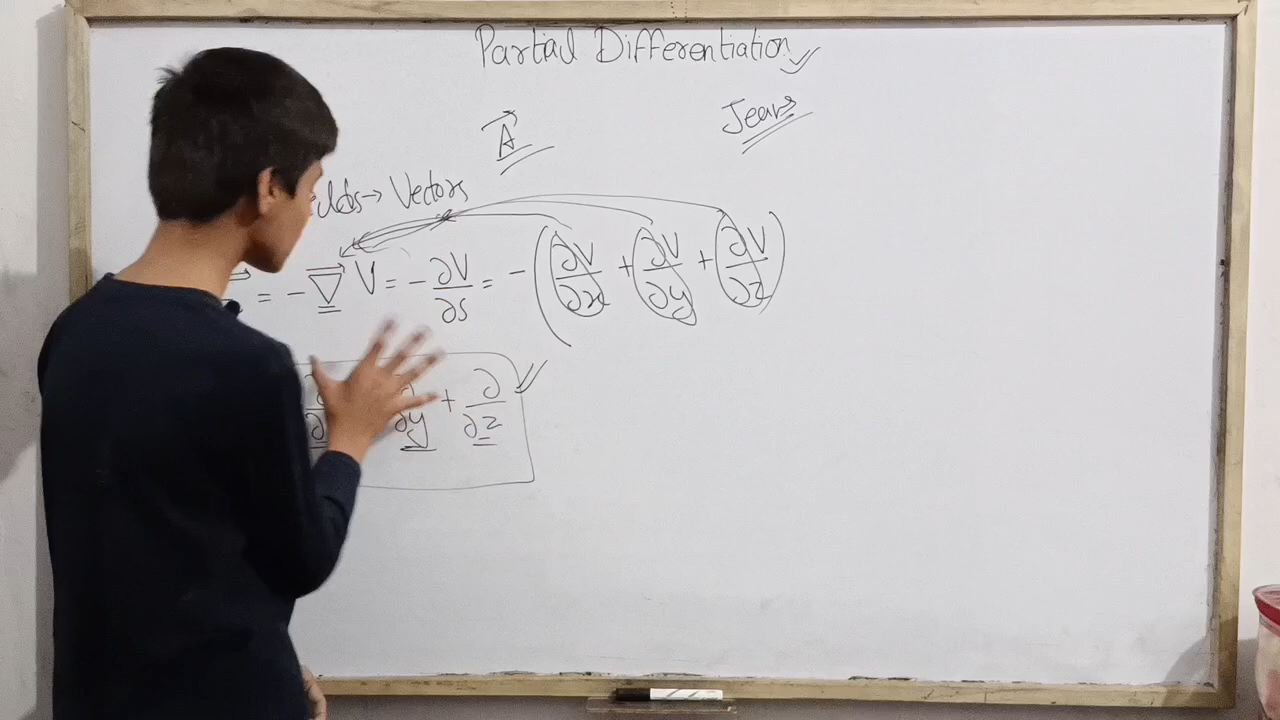 Partial Differentiation
A⃗
Jeans
→ Vectors
= - ∇⃗ V = - ∂V/∂s = - (∂V/∂x + ∂V/∂y + ∂V/∂z)
∂/∂y + ∂/∂z